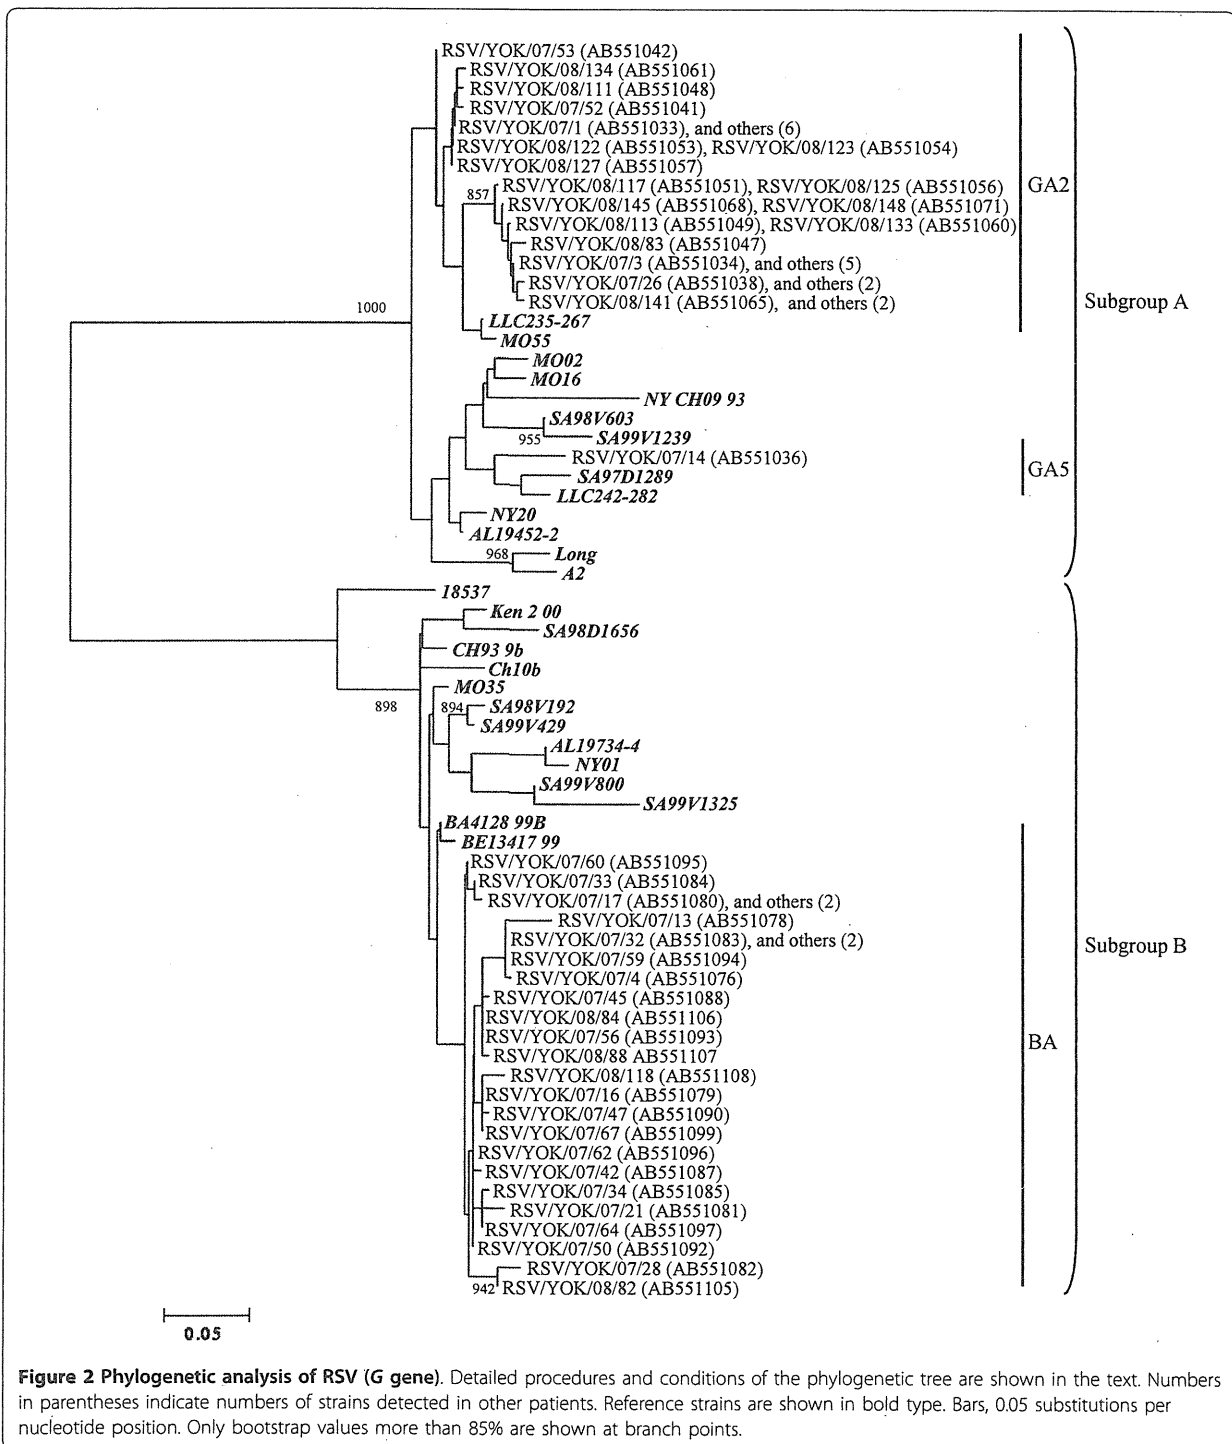 RSV/YOK/07/53 (AB551042)
RSV/YOK/08/134 (AB551061)
RSV/YOK/08/111 (AB551048)
RSV/YOK/07/52 (AB551041)
RSV/YOK/07/1 (AB551033), and others (6)
RSV/YOK/08/122 (AB551053), RSV/YOK/08/123 (AB551054)
RSV/YOK/08/127 (AB551057)
857
RSV/YOK/08/117 (AB551051), RSV/YOK/08/125 (AB551056)
GA2
RSV/YOK/08/145 (AB551068), RSV/YOK/08/148 (AB551071)
RSV/YOK/08/113 (AB551049), RSV/YOK/08/133 (AB551060)
RSV/YOK/08/83 (AB551047)
RSV/YOK/07/3 (AB551034), and others (5)
RSV/YOK/07/26 (AB551038), and others (2)
RSV/YOK/08/141 (AB551065), and others (2)
Subgroup A
1000
LLC235-267
MO55
MO02
MO16
NY CH09 93
SA98V603
955
SA99V1239
RSV/YOK/07/14 (AB551036)
GA5
SA97D1289
LLC242-282
NY20
AL19452-2
968
Long
A2
18537
Ken 2 00
SA98D1656
CH93 9b
Ch10b
MO35
898
894
SA98V192
SA99V429
AL19734-4
NY01
SA99V800
SA99V1325
BA4128 99B
BE13417 99
RSV/YOK/07/60 (AB551095)
RSV/YOK/07/33 (AB551084)
RSV/YOK/07/17 (AB551080), and others (2)
RSV/YOK/07/13 (AB551078)
RSV/YOK/07/32 (AB551083), and others (2)
Subgroup B
RSV/YOK/07/59 (AB551094)
RSV/YOK/07/4 (AB551076)
RSV/YOK/07/45 (AB551088)
RSV/YOK/08/84 (AB551106)
RSV/YOK/07/56 (AB551093)
BA
RSV/YOK/08/88 AB551107
RSV/YOK/08/118 (AB551108)
RSV/YOK/07/16 (AB551079)
RSV/YOK/07/47 (AB551090)
RSV/YOK/07/67 (AB551099)
RSV/YOK/07/62 (AB551096)
RSV/YOK/07/42 (AB551087)
RSV/YOK/07/34 (AB551085)
RSV/YOK/07/21 (AB551081)
RSV/YOK/07/64 (AB551097)
RSV/YOK/07/50 (AB551092)
RSV/YOK/07/28 (AB551082)
942
RSV/YOK/08/82 (AB551105)
0.05
Figure 2 Phylogenetic analysis of RSV (G gene). Detailed procedures and conditions of the phylogenetic tree are shown in the text. Numbers
in parentheses indicate numbers of strains detected in other patients. Reference strains are shown in bold type. Bars, 0.05 substitutions per
nucleotide position. Only bootstrap values more than 85% are shown at branch points.